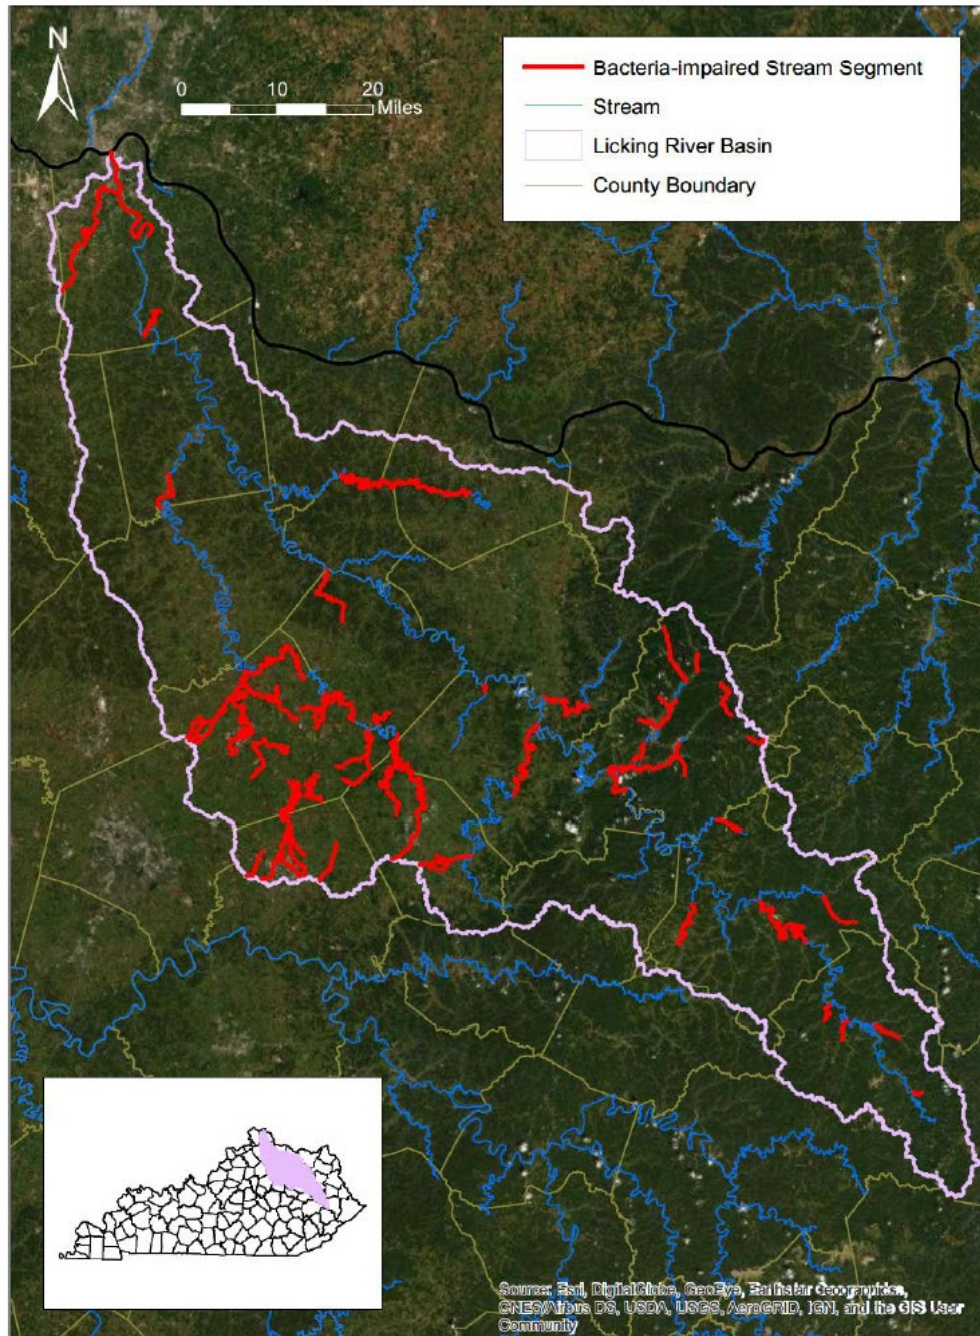 N
0 10 20
Miles
Bacteria-impaired Stream Segment
Stream
Licking River Basin
County Boundary
Source: Esri, DigitalGlobe, GeoEye, Earthstar Geographics,
CNES/Airbus DS, USDA, USGS, AeroGRID, IGN, and the GIS User
Community